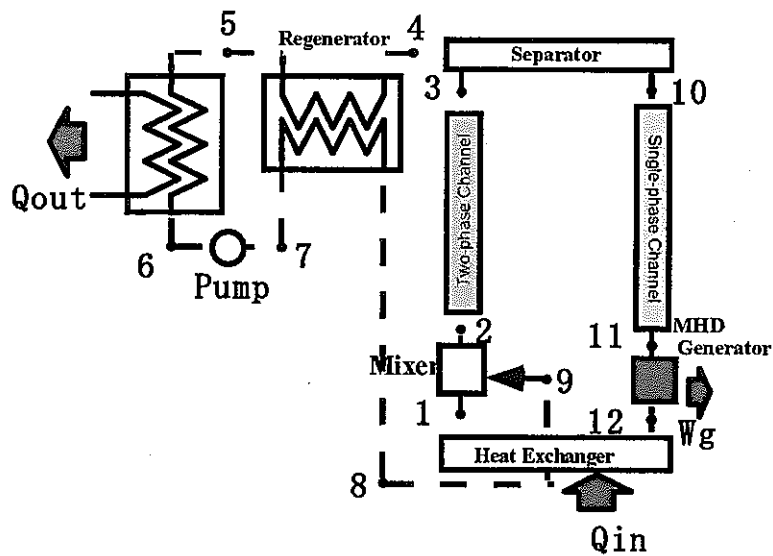 5
Regenerator
4
Separator
3
10
Qout
Two-phase Channel
Single-phase Channel
6
7
Pump
2
11
MHD
Generator
Mixer
9
1
12
Wg
Heat Exchanger
8
Qin